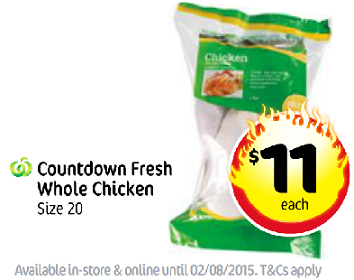 Chicken
$11
each
Countdown Fresh
Whole Chicken
Size 20
Available in-store & online until 02/08/2015. T&Cs apply